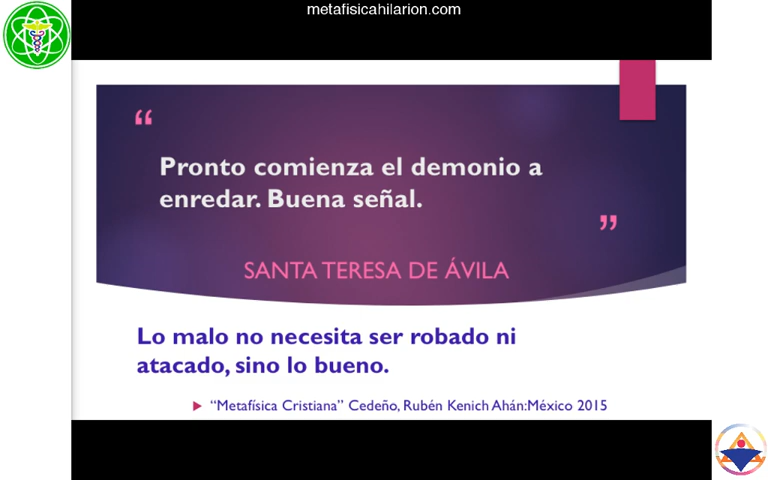 metafisicahilarion.com
“
Pronto comienza el demonio a
enredar. Buena señal.
”
SANTA TERESA DE ÁVILA
Lo malo no necesita ser robado ni
atacado, sino lo bueno.
“Metafísica Cristiana” Cedeño, Rubén Kenich Ahán:México 2015